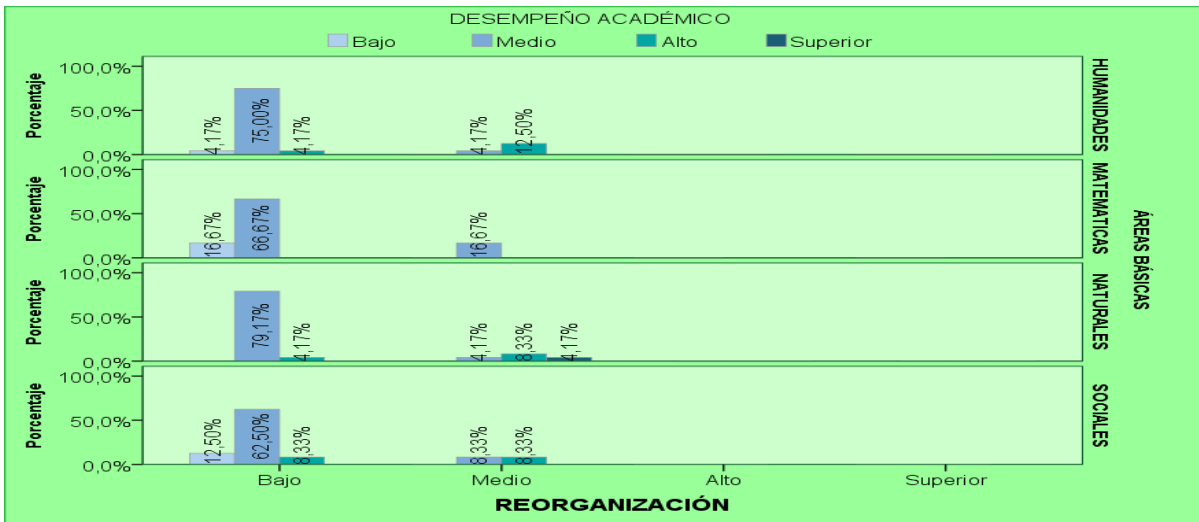 DESEMPEÑO ACADÉMICO
Bajo Medio Alto Superior
Porcentaje
100,0%
50,0%
0,0%
4,17% 75,00% 4,17% 4,17% 12,50%
HUMANIDADES
Porcentaje
100,0%
50,0%
0,0%
16,67% 66,67% 16,67%
MATEMATICAS
Porcentaje
100,0%
50,0%
0,0%
79,17% 4,17% 4,17% 8,33% 4,17%
NATURALES
Porcentaje
100,0%
50,0%
0,0%
12,50% 62,50% 8,33% 8,33% 8,33%
SOCIALES
ÁREAS BÁSICAS
Bajo Medio Alto Superior
REORGANIZACIÓN